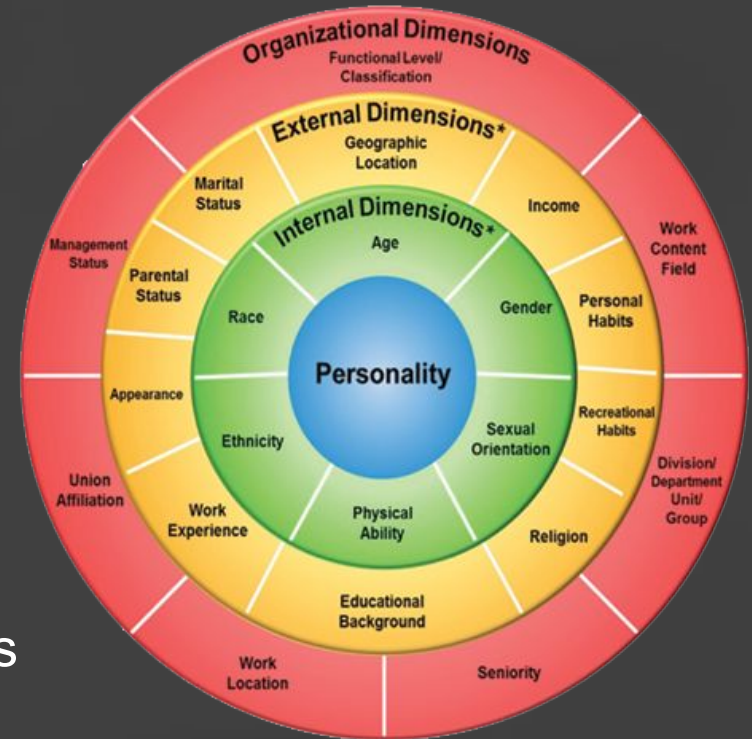 Organizational Dimensions
Functional Level/
Classification
External Dimensions*
Geographic
Location
Internal Dimensions*
Age
Marital
Status
Income
Work
Content
Field
Management
Status
Parental
Status
Race
Gender
Personal
Habits
Personality
Appearance
Ethnicity
Sexual
Orientation
Recreational
Habits
Union
Affiliation
Division/
Department
Unit/
Group
Work
Experience
Physical
Ability
Religion
Educational
Background
Work
Location
Seniority
s